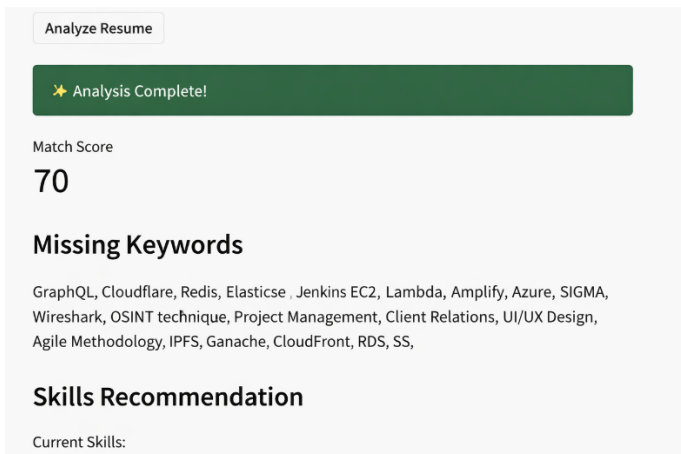 Analyze Resume
✨ Analysis Complete!
Match Score
70
Missing Keywords
GraphQL, Cloudflare, Redis, Elasticse , Jenkins EC2, Lambda, Amplify, Azure, SIGMA,
Wireshark, OSINT technique, Project Management, Client Relations, UI/UX Design,
Agile Methodology, IPFS, Ganache, CloudFront, RDS, SS,
Skills Recommendation
Current Skills: